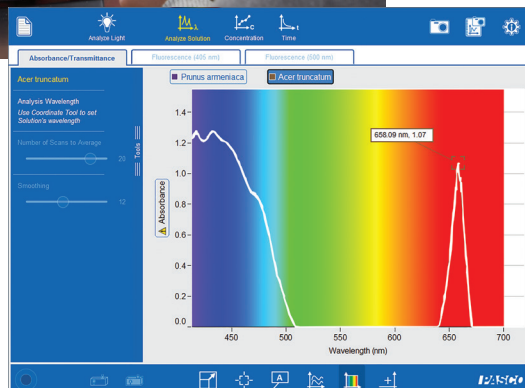 Analyze Light
Analyze Solution
Concentration
Time
Absorbance/Transmittance
Fluorescence (405 nm)
Fluorescence (500 nm)
Acer truncatum
Analysis Wavelength
Use Coordinate Tool to set
Solution's wavelength
Number of Scans to Average
20
Smoothing
12
Tools
Prunus armeniaca
Acer truncatum
658.09 nm, 1.07
Absorbance
1.4
1.2
1.0
0.8
0.6
0.4
0.2
0.0
450 500 550 600 650 700
Wavelength (nm)
A
PASCO